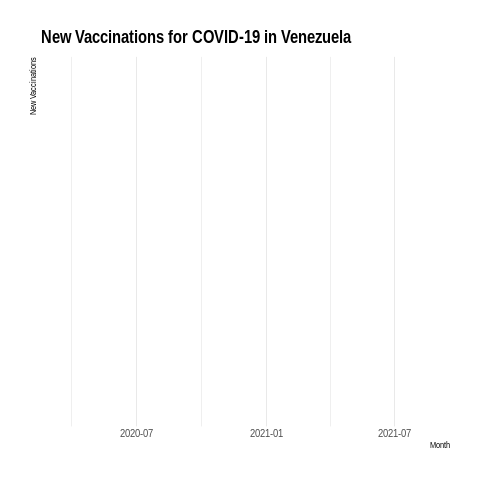 New Vaccinations for COVID-19 in Venezuela
New Vaccinations
2020-07
2021-01
2021-07
Month